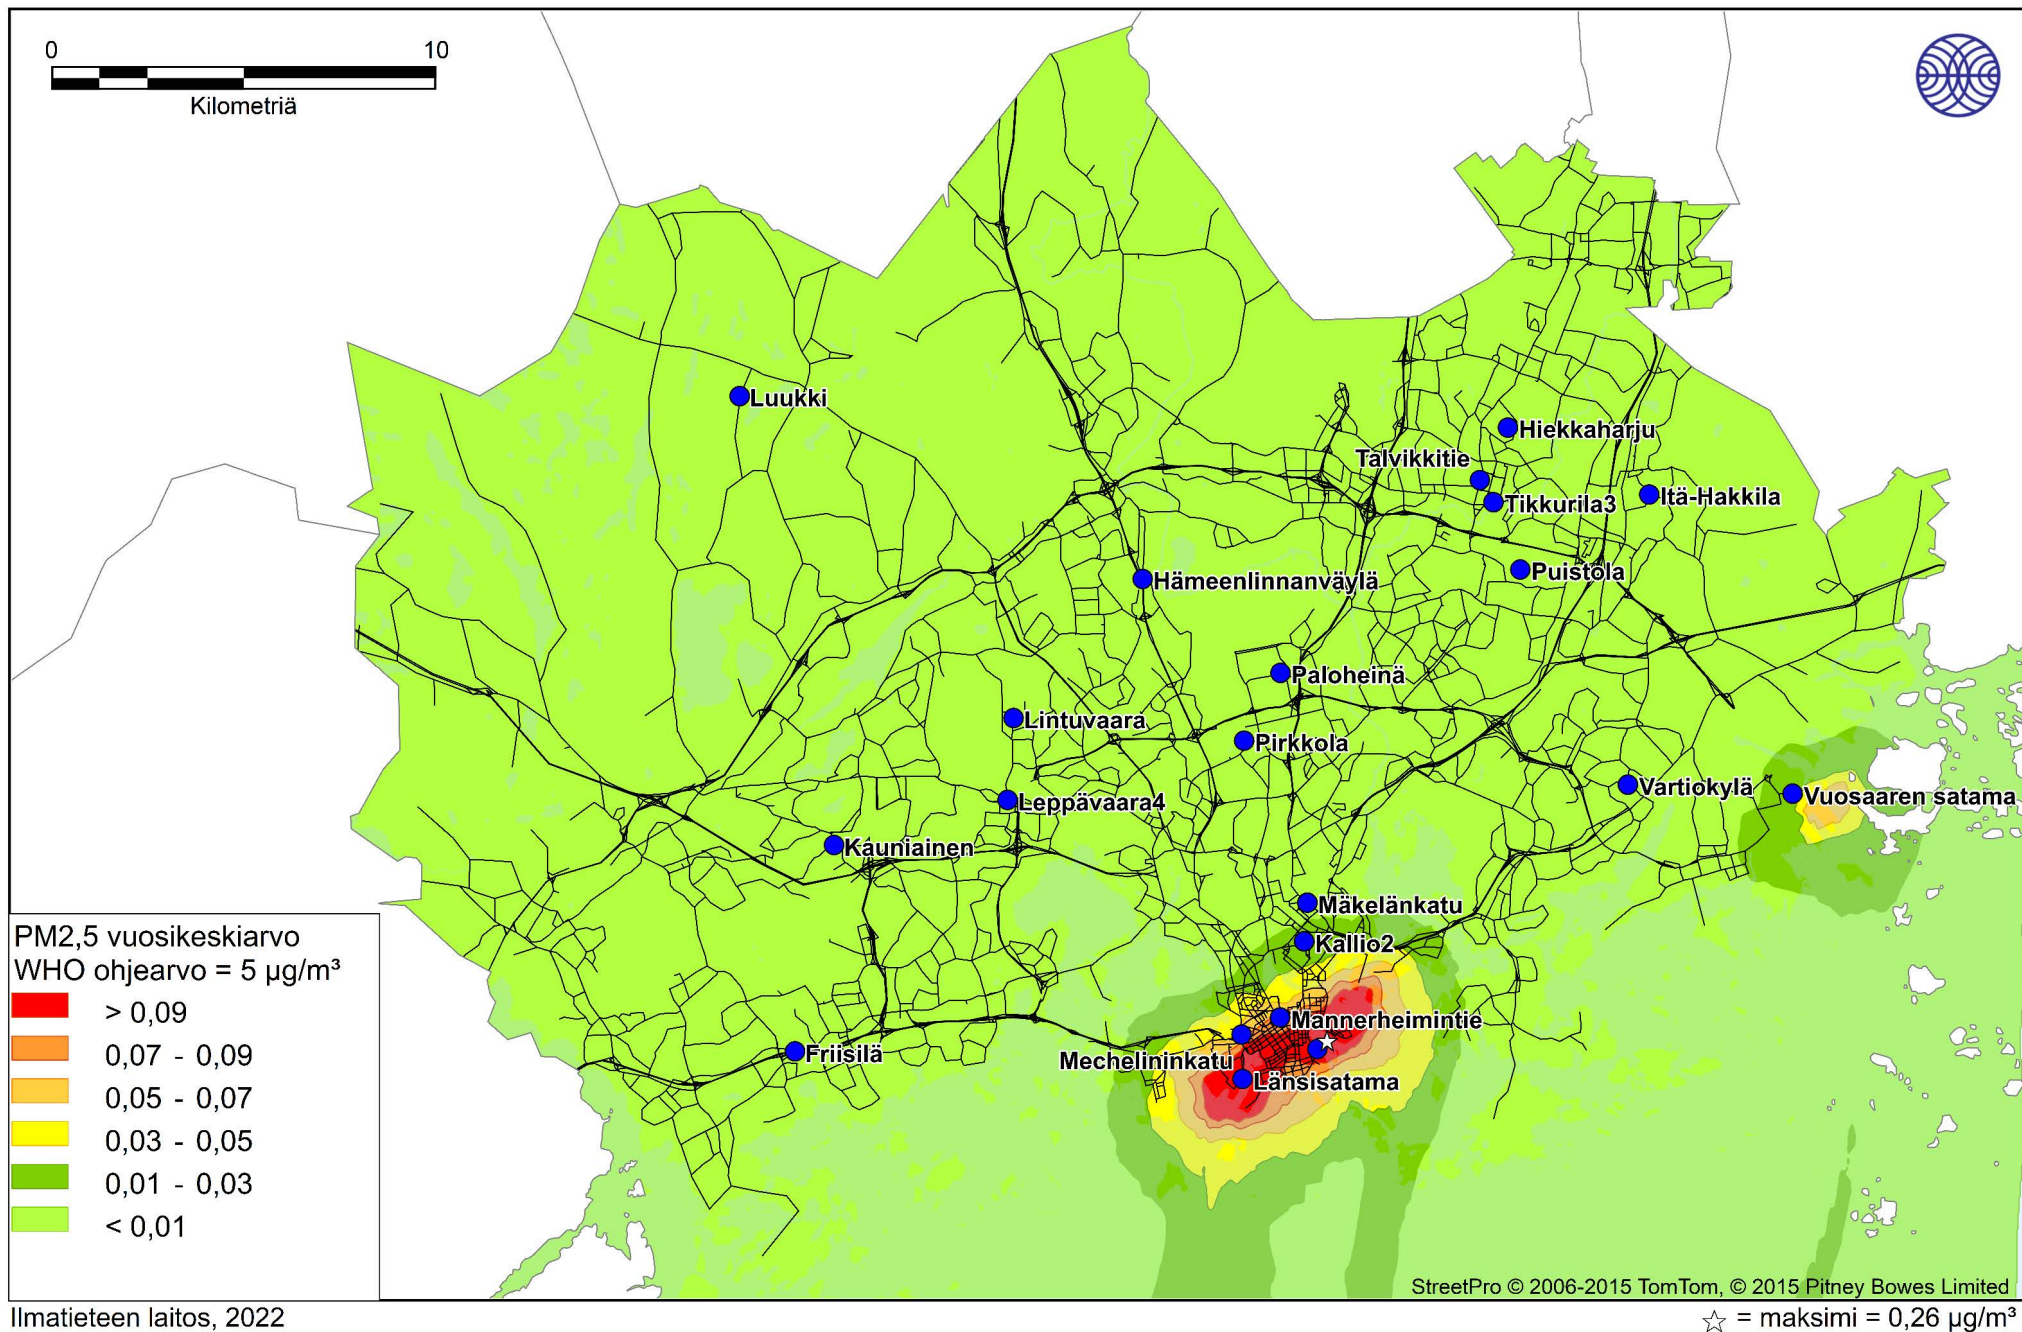 0 10
Kilometriä
Luukki
Hiekkaharju
Talvikkitie
Itä-Hakkila
Tikkurila3
Puistola
Hämeenlinnanväylä
Paloheinä
Lintuvaara
Pirkkola
Vartiokylä
Vuosaaren satama
Leppävaara4
Kauniainen
Mäkelänkatu
Kallio2
Mannerheimintie
Friisilä
Mechelininkatu
Länsisatama
PM2,5 vuosikeskiarvo
WHO ohjearvo = 5 µg/m³
> 0,09
0,07 - 0,09
0,05 - 0,07
0,03 - 0,05
0,01 - 0,03
< 0,01
StreetPro © 2006-2015 TomTom, © 2015 Pitney Bowes Limited
Ilmatieteen laitos, 2022
☆ = maksimi = 0,26 µg/m³